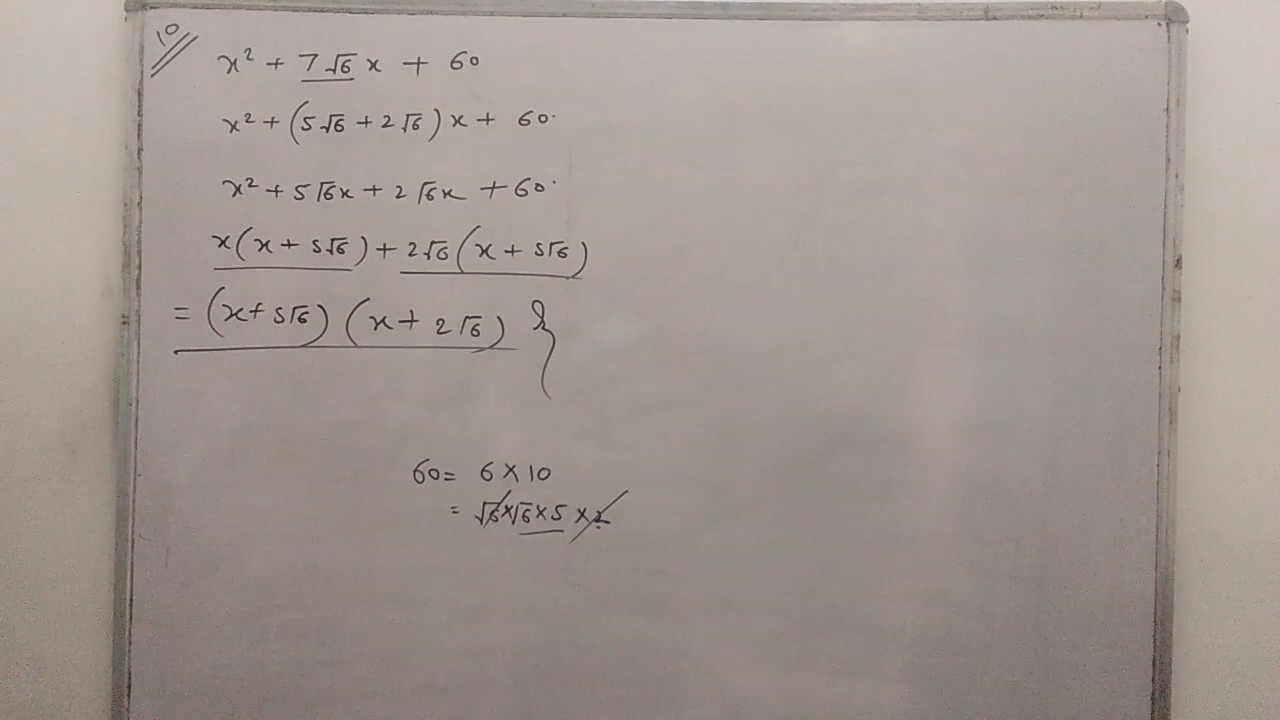 10
x² + 7√6 x + 60
x² + (5√6 + 2√6) x + 60.
x² + 5√6x + 2√6x + 60.
x(x + 5√6) + 2√6(x + 5√6)
= (x + 5√6) (x + 2√6) }
60 = 6 × 10
= √6 × √6 × 5 × 2